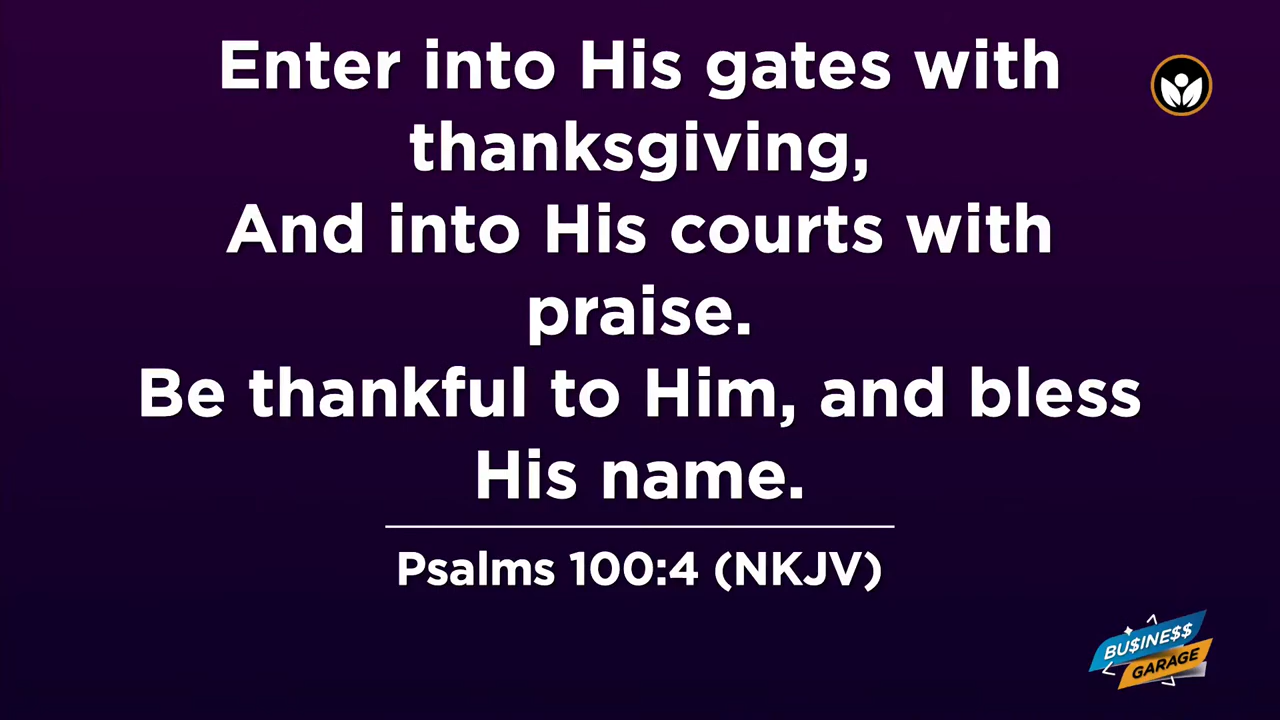 Enter into His gates with
thanksgiving,
And into His courts with
praise.
Be thankful to Him, and bless
His name.
Psalms 100:4 (NKJV)
BU$INE$$
GARAGE